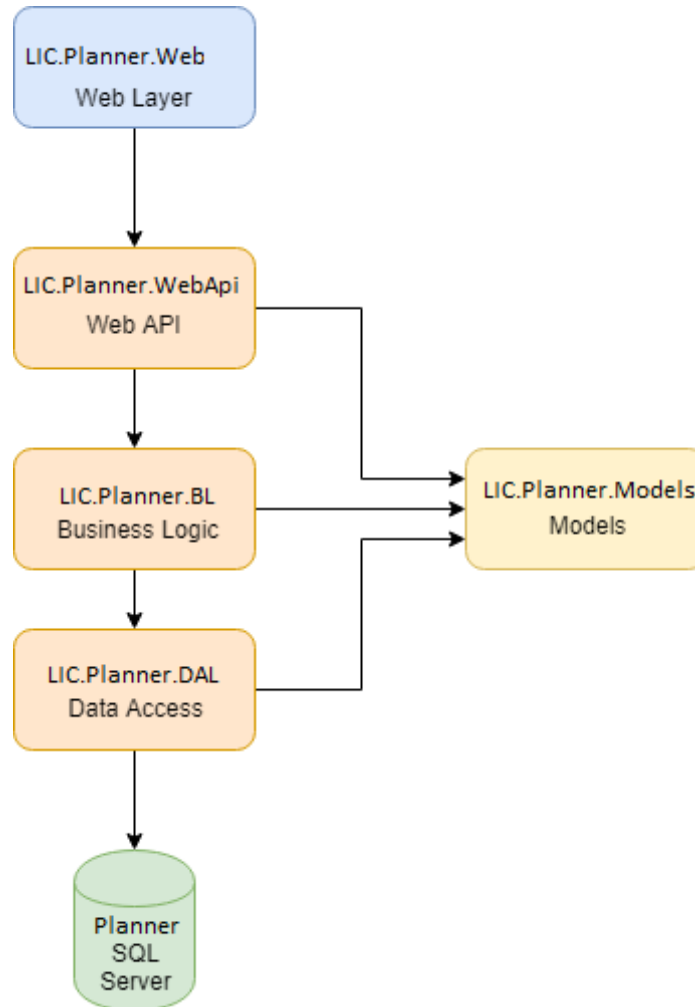 LIC.Planner.Web
Web Layer
LIC.Planner.WebApi
Web API
LIC.Planner.BL
Business Logic
LIC.Planner.Models
Models
LIC.Planner.DAL
Data Access
Planner
SQL
Server